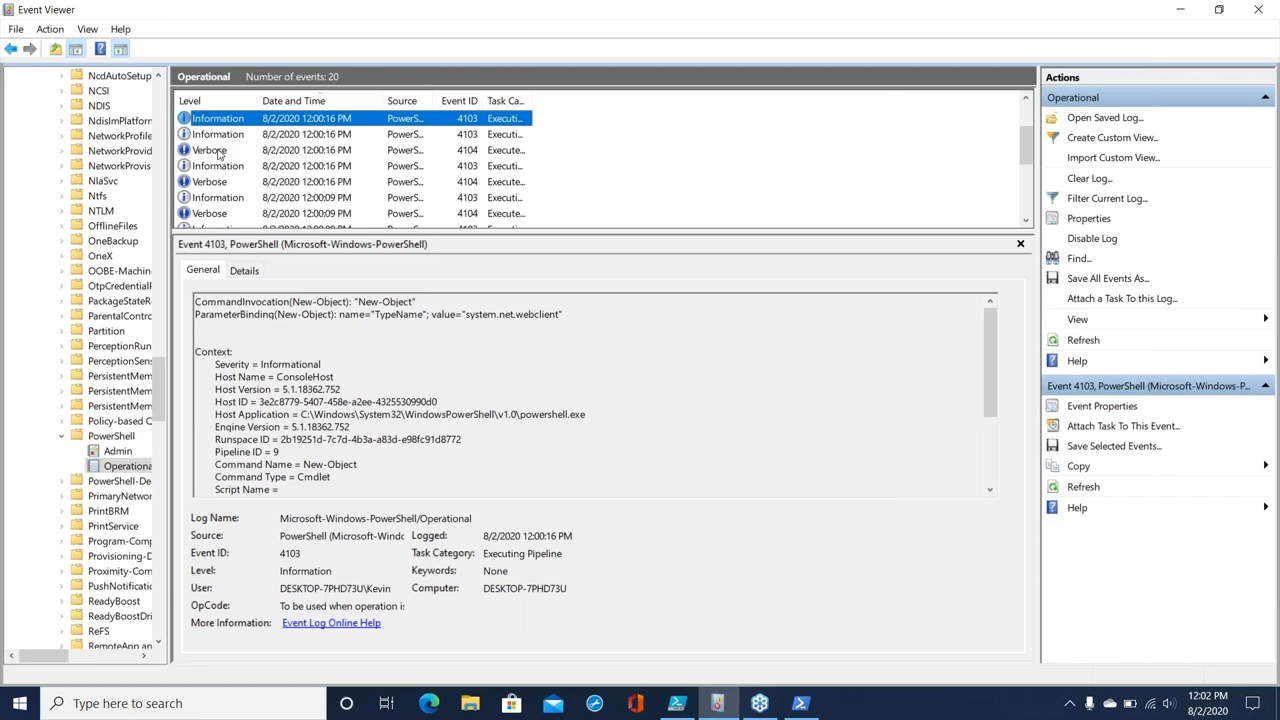 Event Viewer
File Action View Help
NcdAutoSetup
NCSI
NDIS
NdisImPlatform
NetworkProfile
NetworkProvid
NetworkProvis
NlaSvc
Ntfs
NTLM
OfflineFiles
OneBackup
OneX
OOBE-Machin
OtpCredentialP
PackageStateR
ParentalContro
Partition
PerceptionRun
PerceptionSens
PersistentMem
PersistentMem
PersistentMem
Policy-based Q
PowerShell
Admin
Operationa
PowerShell-De
PrimaryNetwor
PrintBRM
PrintService
Program-Comp
Provisioning-D
Proximity-Com
PushNotificatio
ReadyBoost
ReadyBoostDri
ReFS
RemoteApp an
Operational Number of events: 20
Level Date and Time Source Event ID Task Ca...
Information 8/2/2020 12:00:16 PM PowerS... 4103 Executi...
Information 8/2/2020 12:00:16 PM PowerS... 4103 Executi...
Verbose 8/2/2020 12:00:16 PM PowerS... 4104 Execute...
Information 8/2/2020 12:00:16 PM PowerS... 4103 Executi...
Verbose 8/2/2020 12:00:16 PM PowerS... 4104 Execute...
Information 8/2/2020 12:00:09 PM PowerS... 4103 Executi...
Verbose 8/2/2020 12:00:09 PM PowerS... 4104 Execute...
Event 4103, PowerShell (Microsoft-Windows-PowerShell)
General Details
CommandInvocation(New-Object): "New-Object"
ParameterBinding(New-Object): name="TypeName"; value="system.net.webclient"
Context:
Severity = Informational
Host Name = ConsoleHost
Host Version = 5.1.18362.752
Host ID = 3e2c8779-5407-458e-a2ee-4325530990d0
Host Application = C:\Windows\System32\WindowsPowerShell\v1.0\powershell.exe
Engine Version = 5.1.18362.752
Runspace ID = 2b19251d-7c7d-4b3a-a83d-e98fc91d8772
Pipeline ID = 9
Command Name = New-Object
Command Type = Cmdlet
Script Name =
Log Name: Microsoft-Windows-PowerShell/Operational
Source: PowerShell (Microsoft-Windo Logged: 8/2/2020 12:00:16 PM
Event ID: 4103 Task Category: Executing Pipeline
Level: Information Keywords: None
User: DESKTOP-7PHD73U\Kevin Computer: DESKTOP-7PHD73U
OpCode: To be used when operation is
More Information: Event Log Online Help
Actions
Operational
Open Saved Log...
Create Custom View...
Import Custom View...
Clear Log...
Filter Current Log...
Properties
Disable Log
Find...
Save All Events As...
Attach a Task To this Log...
View
Refresh
Help
Event 4103, PowerShell (Microsoft-Windows-P...
Event Properties
Attach Task To This Event...
Save Selected Events...
Copy
Refresh
Help
Type here to search
12:02 PM
8/2/2020